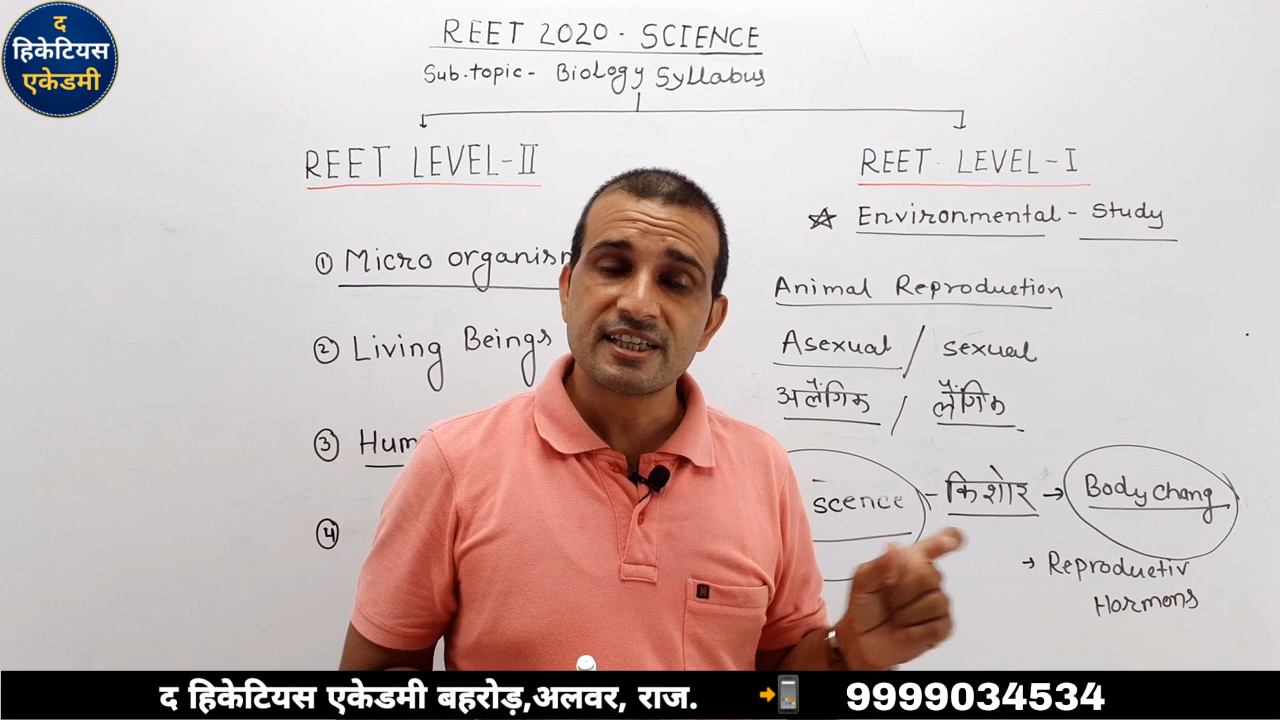 द
हिकेटियस
एकेडमी
REET 2020 - SCIENCE
Sub.topic - Biology Syllabus
REET LEVEL-II
① Micro organism
② Living Beings
③ Hum
④
REET LEVEL-I
☆ Environmental - Study
Animal Reproduction
Asexual / sexual
अलैंगिक / लैंगिक
scence - किशोर → Body Chang
→ Reproductiv
Hormons
द हिकेटियस एकेडमी बहरोड़,अलवर, राज. 9999034534